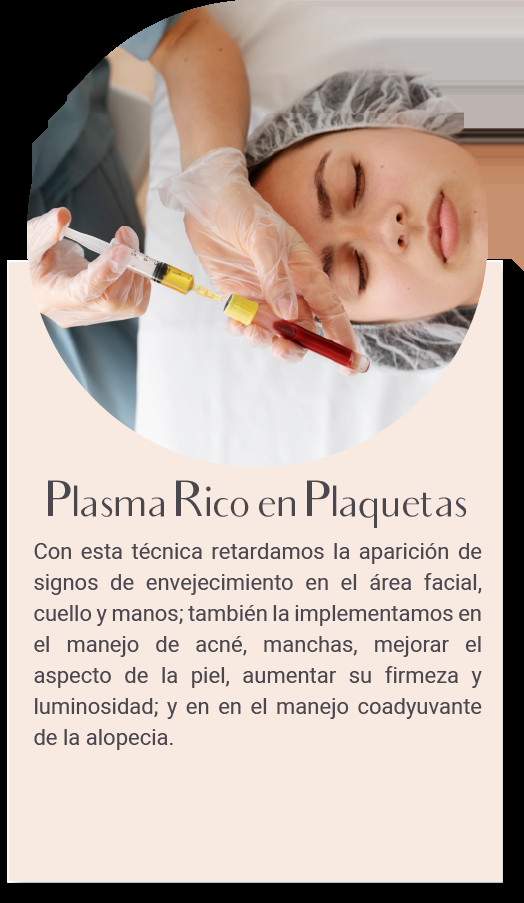 Plasma Rico en Plaquetas
Con esta técnica retardamos la aparición de
signos de envejecimiento en el área facial,
cuello y manos; también la implementamos en
el manejo de acné, manchas, mejorar el
aspecto de la piel, aumentar su firmeza y
luminosidad; y en en el manejo coadyuvante
de la alopecia.